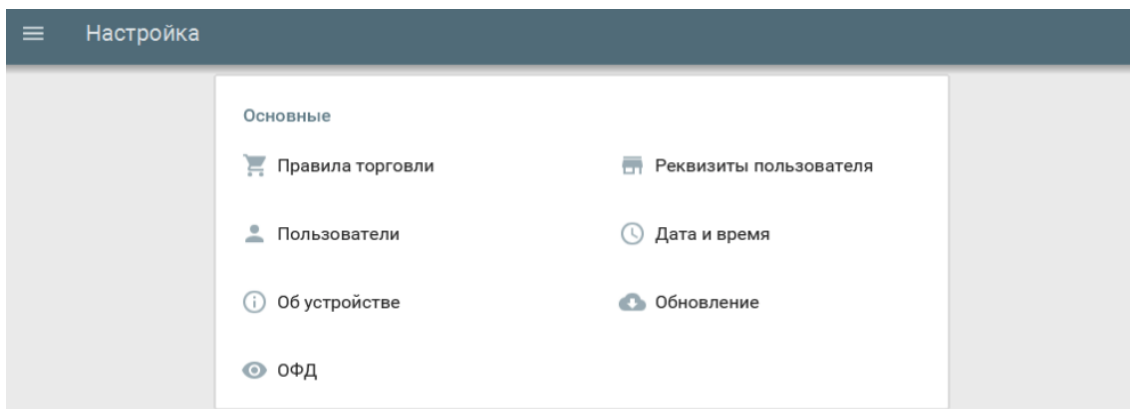 Настройка
Основные
Правила торговли
Реквизиты пользователя
Пользователи
Дата и время
Об устройстве
Обновление
ОФД